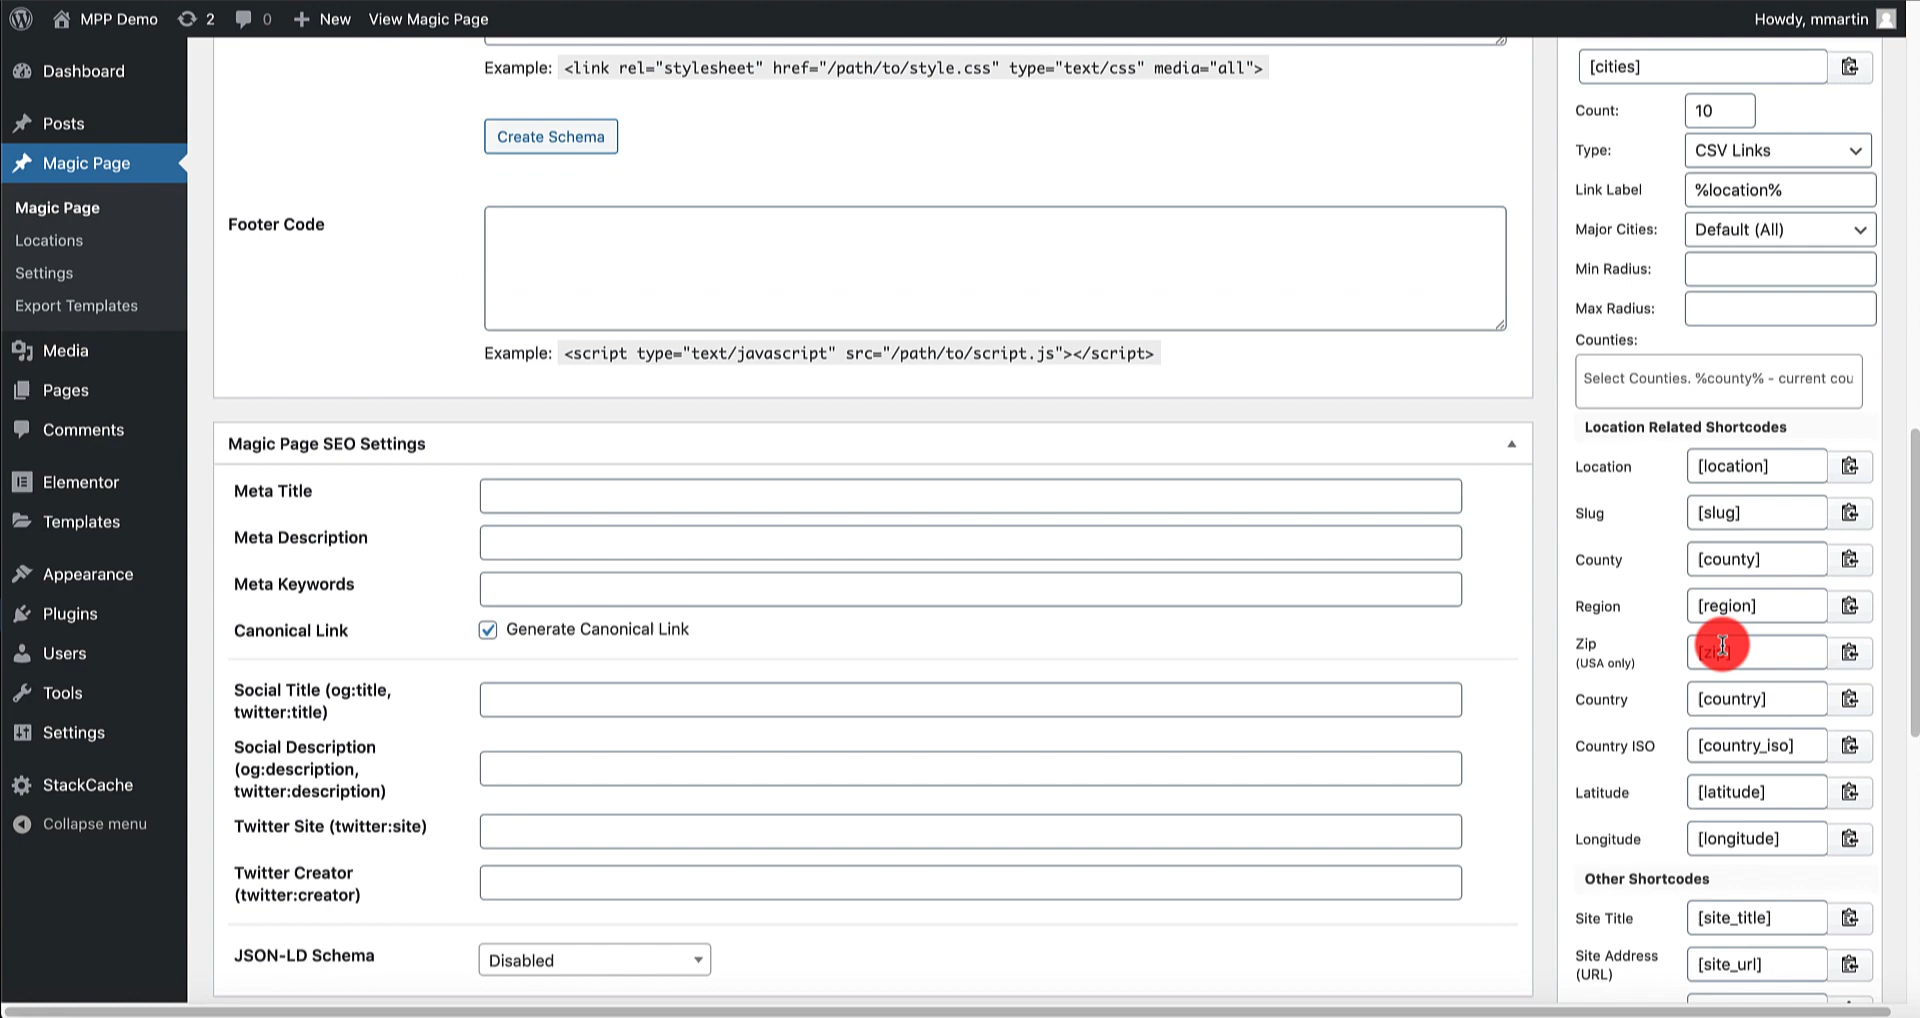 MPP Demo
2
0
New
View Magic Page
Howdy, mmartin
Dashboard
Posts
Magic Page
Magic Page
Locations
Settings
Export Templates
Media
Pages
Comments
Elementor
Templates
Appearance
Plugins
Users
Tools
Settings
StackCache
Collapse menu
Example: <link rel="stylesheet" href="/path/to/style.css" type="text/css" media="all">
Create Schema
Footer Code
Example: <script type="text/javascript" src="/path/to/script.js"></script>
Magic Page SEO Settings
Meta Title
Meta Description
Meta Keywords
Canonical Link
Generate Canonical Link
Social Title (og:title,
twitter:title)
Social Description
(og:description,
twitter:description)
Twitter Site (twitter:site)
Twitter Creator
(twitter:creator)
JSON-LD Schema
Disabled
[cities]
Count:
10
Type:
CSV Links
Link Label
%location%
Major Cities:
Default (All)
Min Radius:
Max Radius:
Counties:
Select Counties. %county% - current cou
Location Related Shortcodes
Location
[location]
Slug
[slug]
County
[county]
Region
[region]
Zip
(USA only)
[zip]
Country
[country]
Country ISO
[country_iso]
Latitude
[latitude]
Longitude
[longitude]
Other Shortcodes
Site Title
[site_title]
Site Address
(URL)
[site_url]